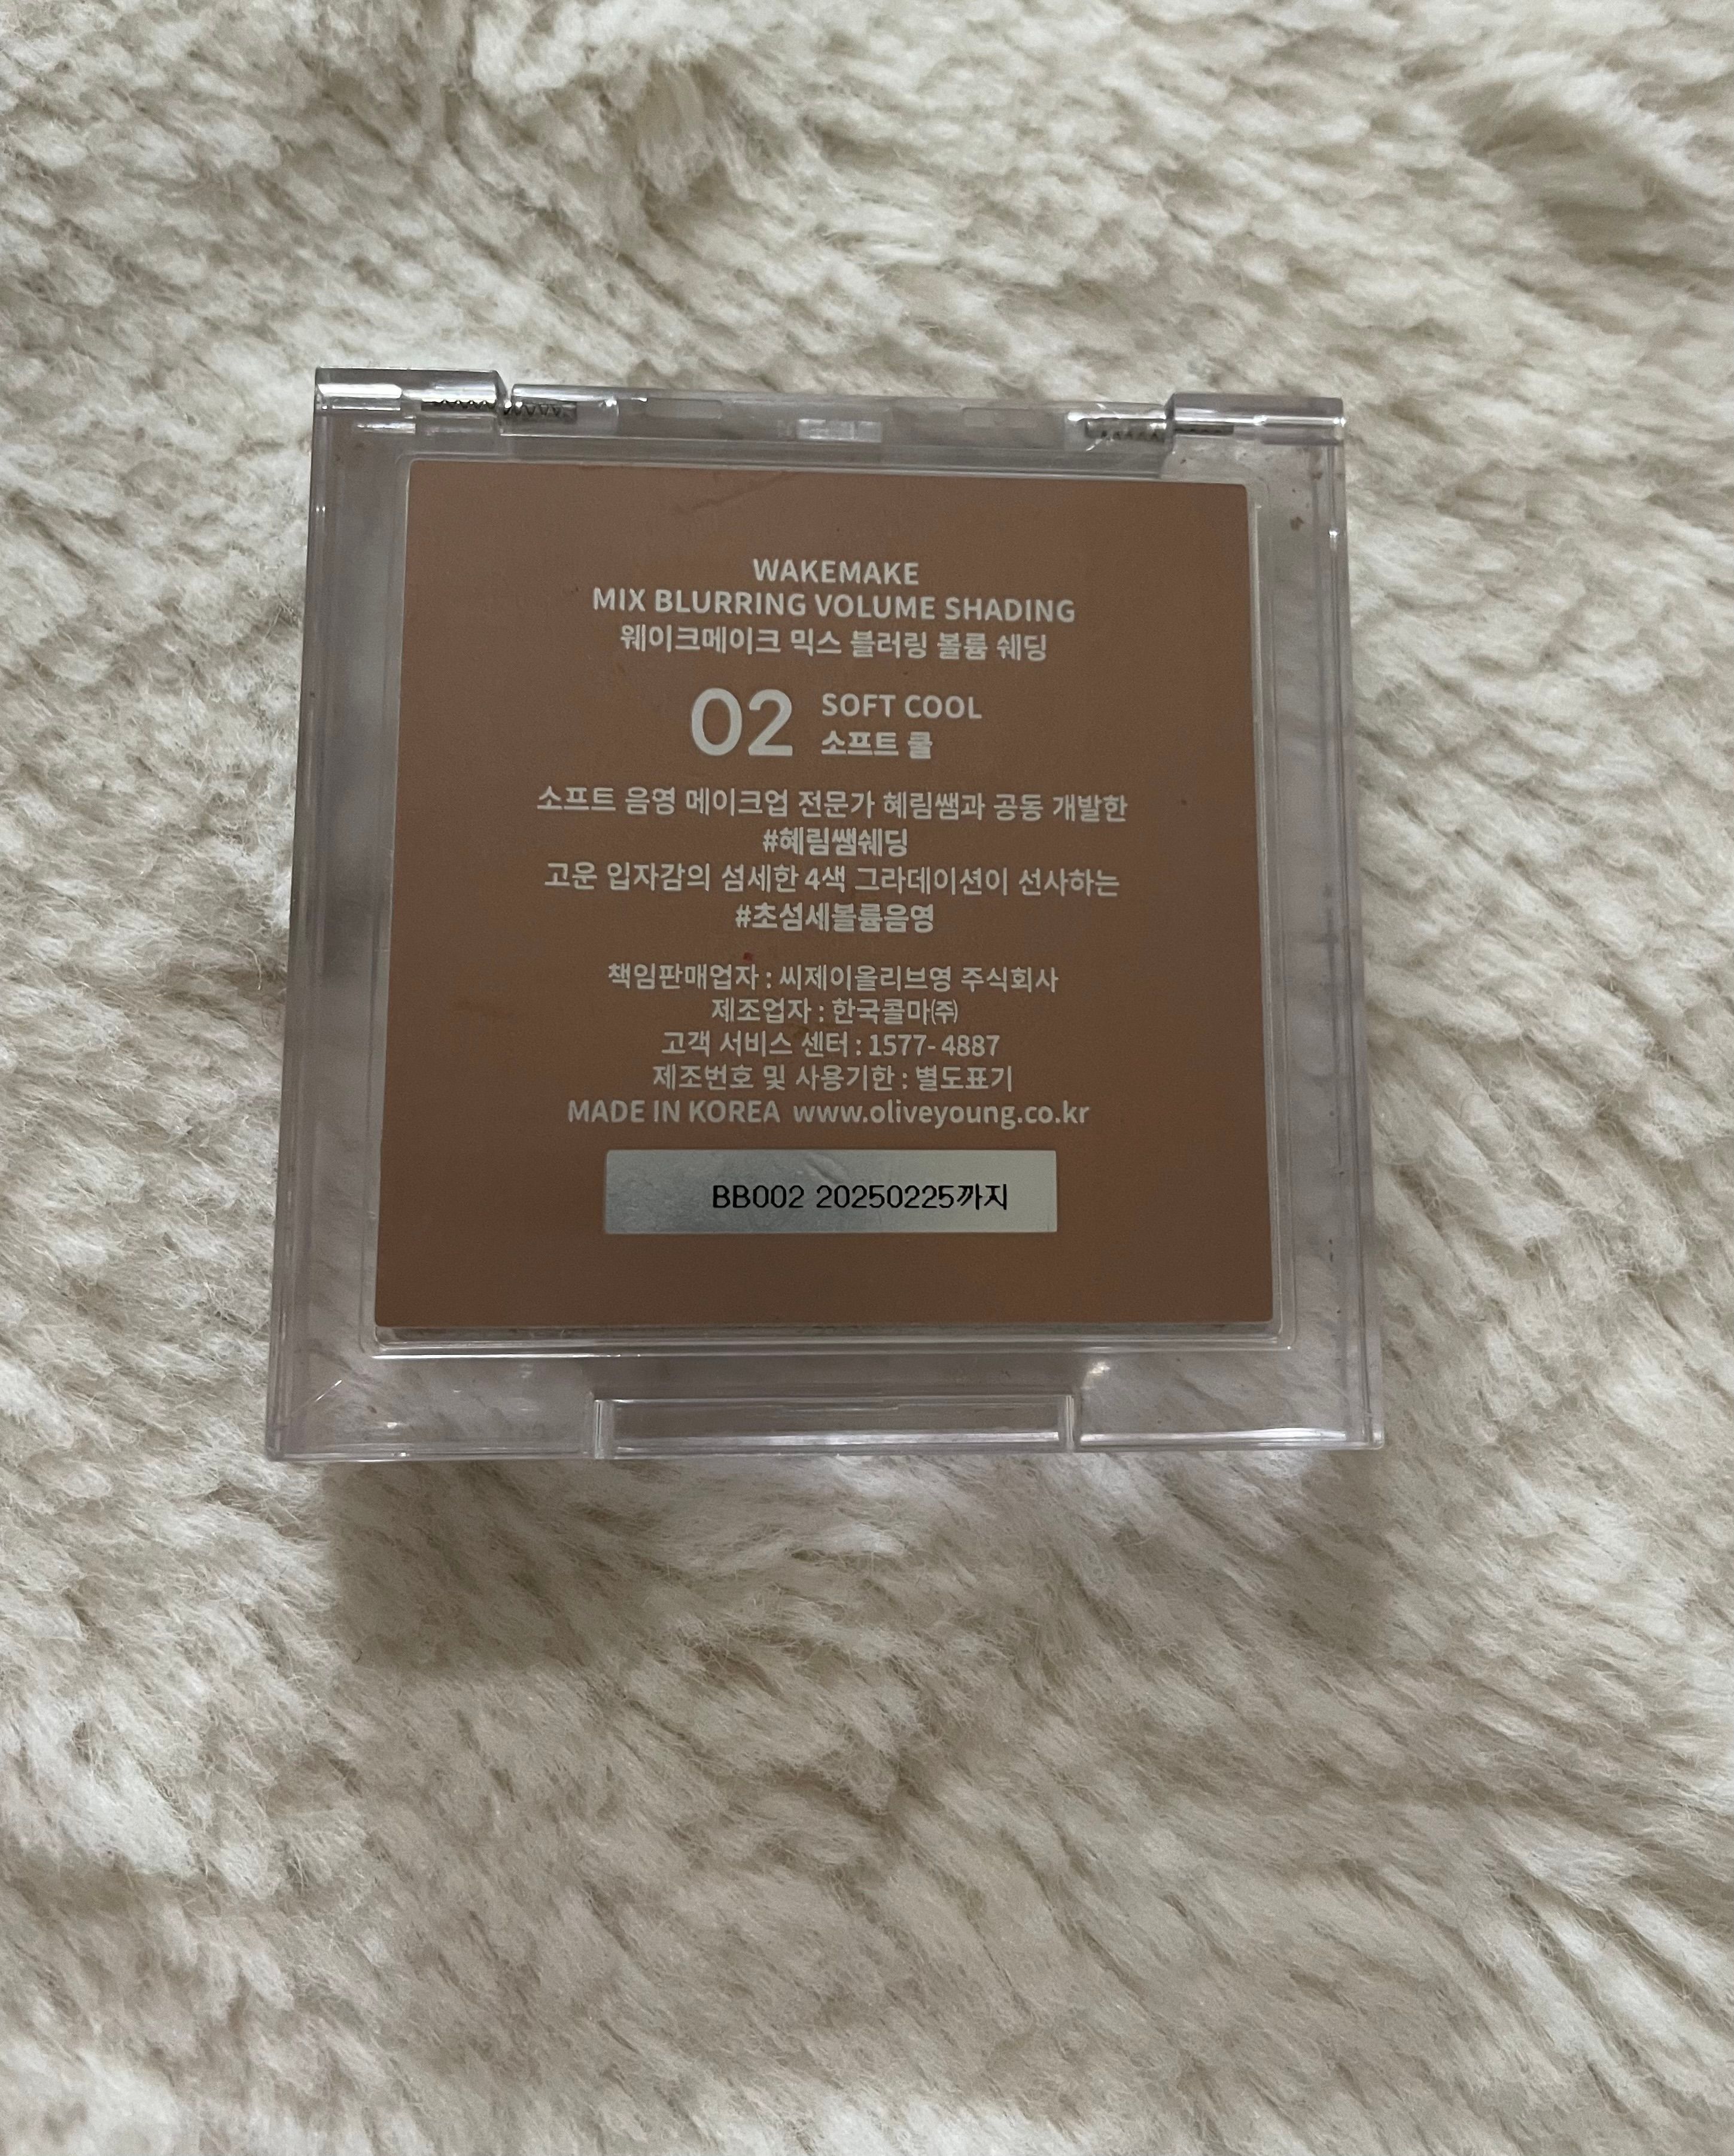 WAKEMAKE
MIX BLURRING VOLUME SHADING
웨이크메이크 믹스 블러링 볼륨 쉐딩
02 SOFT COOL
소프트 쿨
소프트 음영 메이크업 전문가 혜림쌤과 공동 개발한
#혜림쌤쉐딩
고운 입자감의 섬세한 4색 그라데이션이 선사하는
#초섬세볼륨음영
책임판매업자 : 씨제이올리브영 주식회사
제조업자 : 한국콜마㈜
고객 서비스 센터 : 1577- 4887
제조번호 및 사용기한 : 별도표기
MADE IN KOREA www.oliveyoung.co.kr
BB002 20250225까지